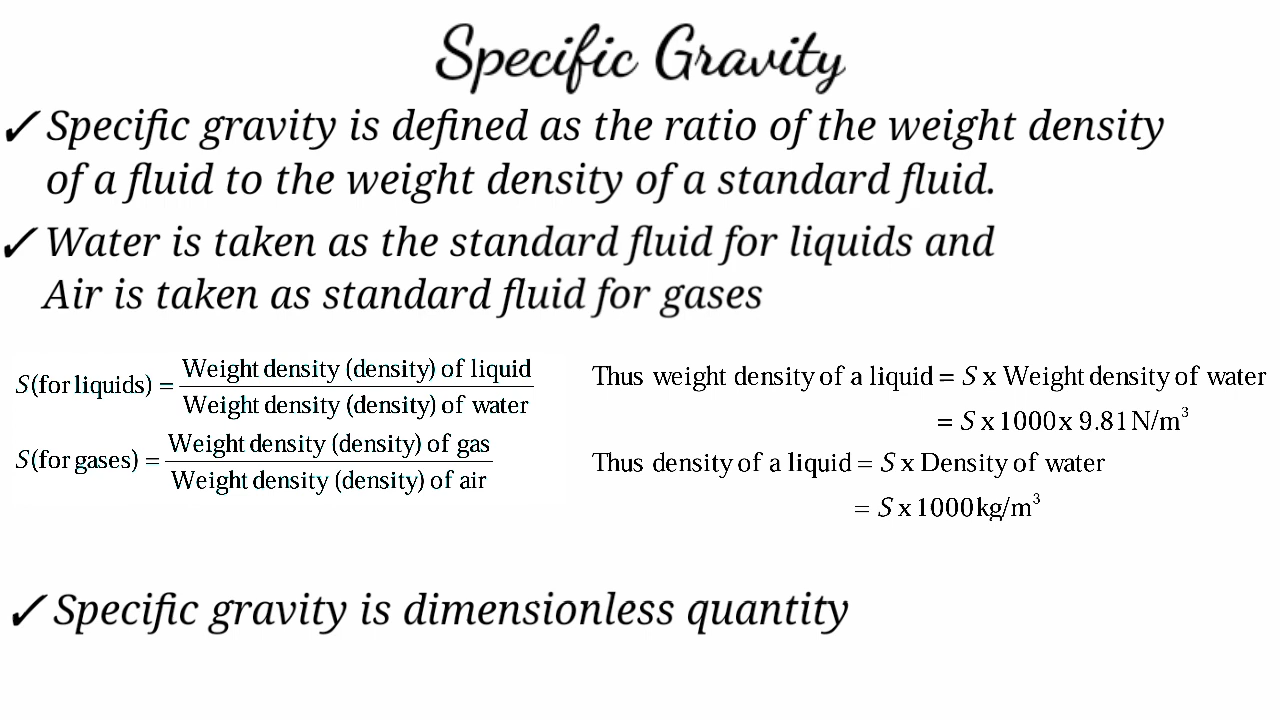 Specific Gravity
✓ Specific gravity is defined as the ratio of the weight density
of a fluid to the weight density of a standard fluid.
✓ Water is taken as the standard fluid for liquids and
Air is taken as standard fluid for gases
S(for liquids) = Weight density (density) of liquid / Weight density (density) of water
S(for gases) = Weight density (density) of gas / Weight density (density) of air
Thus weight density of a liquid = S x Weight density of water
= S x 1000 x 9.81 N/m³
Thus density of a liquid = S x Density of water
= S x 1000 kg/m³
✓ Specific gravity is dimensionless quantity